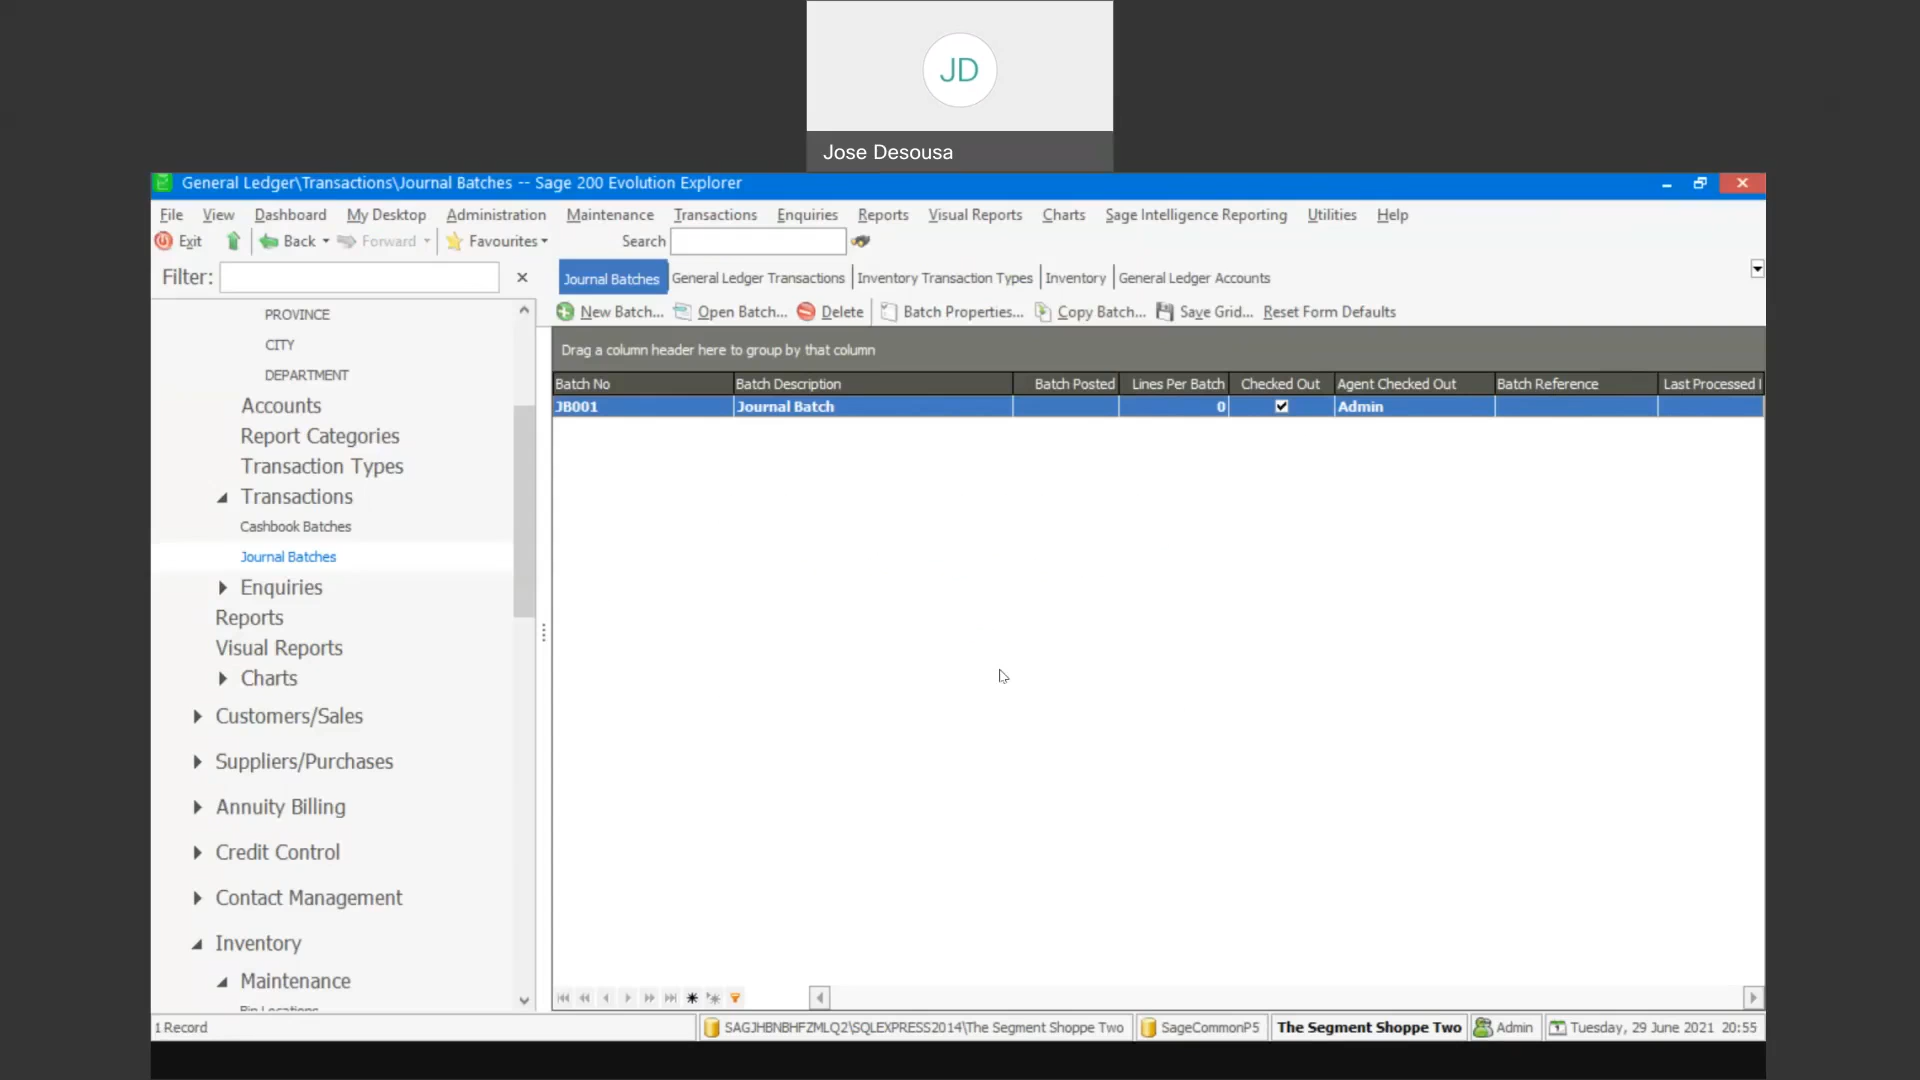 JD
Jose Desousa
General Ledger\Transactions\Journal Batches -- Sage 200 Evolution Explorer
File View Dashboard My Desktop Administration Maintenance Transactions Enquiries Reports Visual Reports Charts Sage Intelligence Reporting Utilities Help
Exit Back Forward Favourites Search
Filter:
Journal Batches General Ledger Transactions Inventory Transaction Types Inventory General Ledger Accounts
New Batch... Open Batch... Delete Batch Properties... Copy Batch... Save Grid... Reset Form Defaults
Drag a column header here to group by that column
Batch No Batch Description Batch Posted Lines Per Batch Checked Out Agent Checked Out Batch Reference Last Processed
JB001 Journal Batch 0 Admin
PROVINCE
CITY
DEPARTMENT
Accounts
Report Categories
Transaction Types
Transactions
Cashbook Batches
Journal Batches
Enquiries
Reports
Visual Reports
Charts
Customers/Sales
Suppliers/Purchases
Annuity Billing
Credit Control
Contact Management
Inventory
Maintenance
Bin Locations
1 Record SAGJHBNBHFZMLQ2\SQLEXPRESS2014\The Segment Shoppe Two SageCommonP5 The Segment Shoppe Two Admin Tuesday, 29 June 2021 20:55